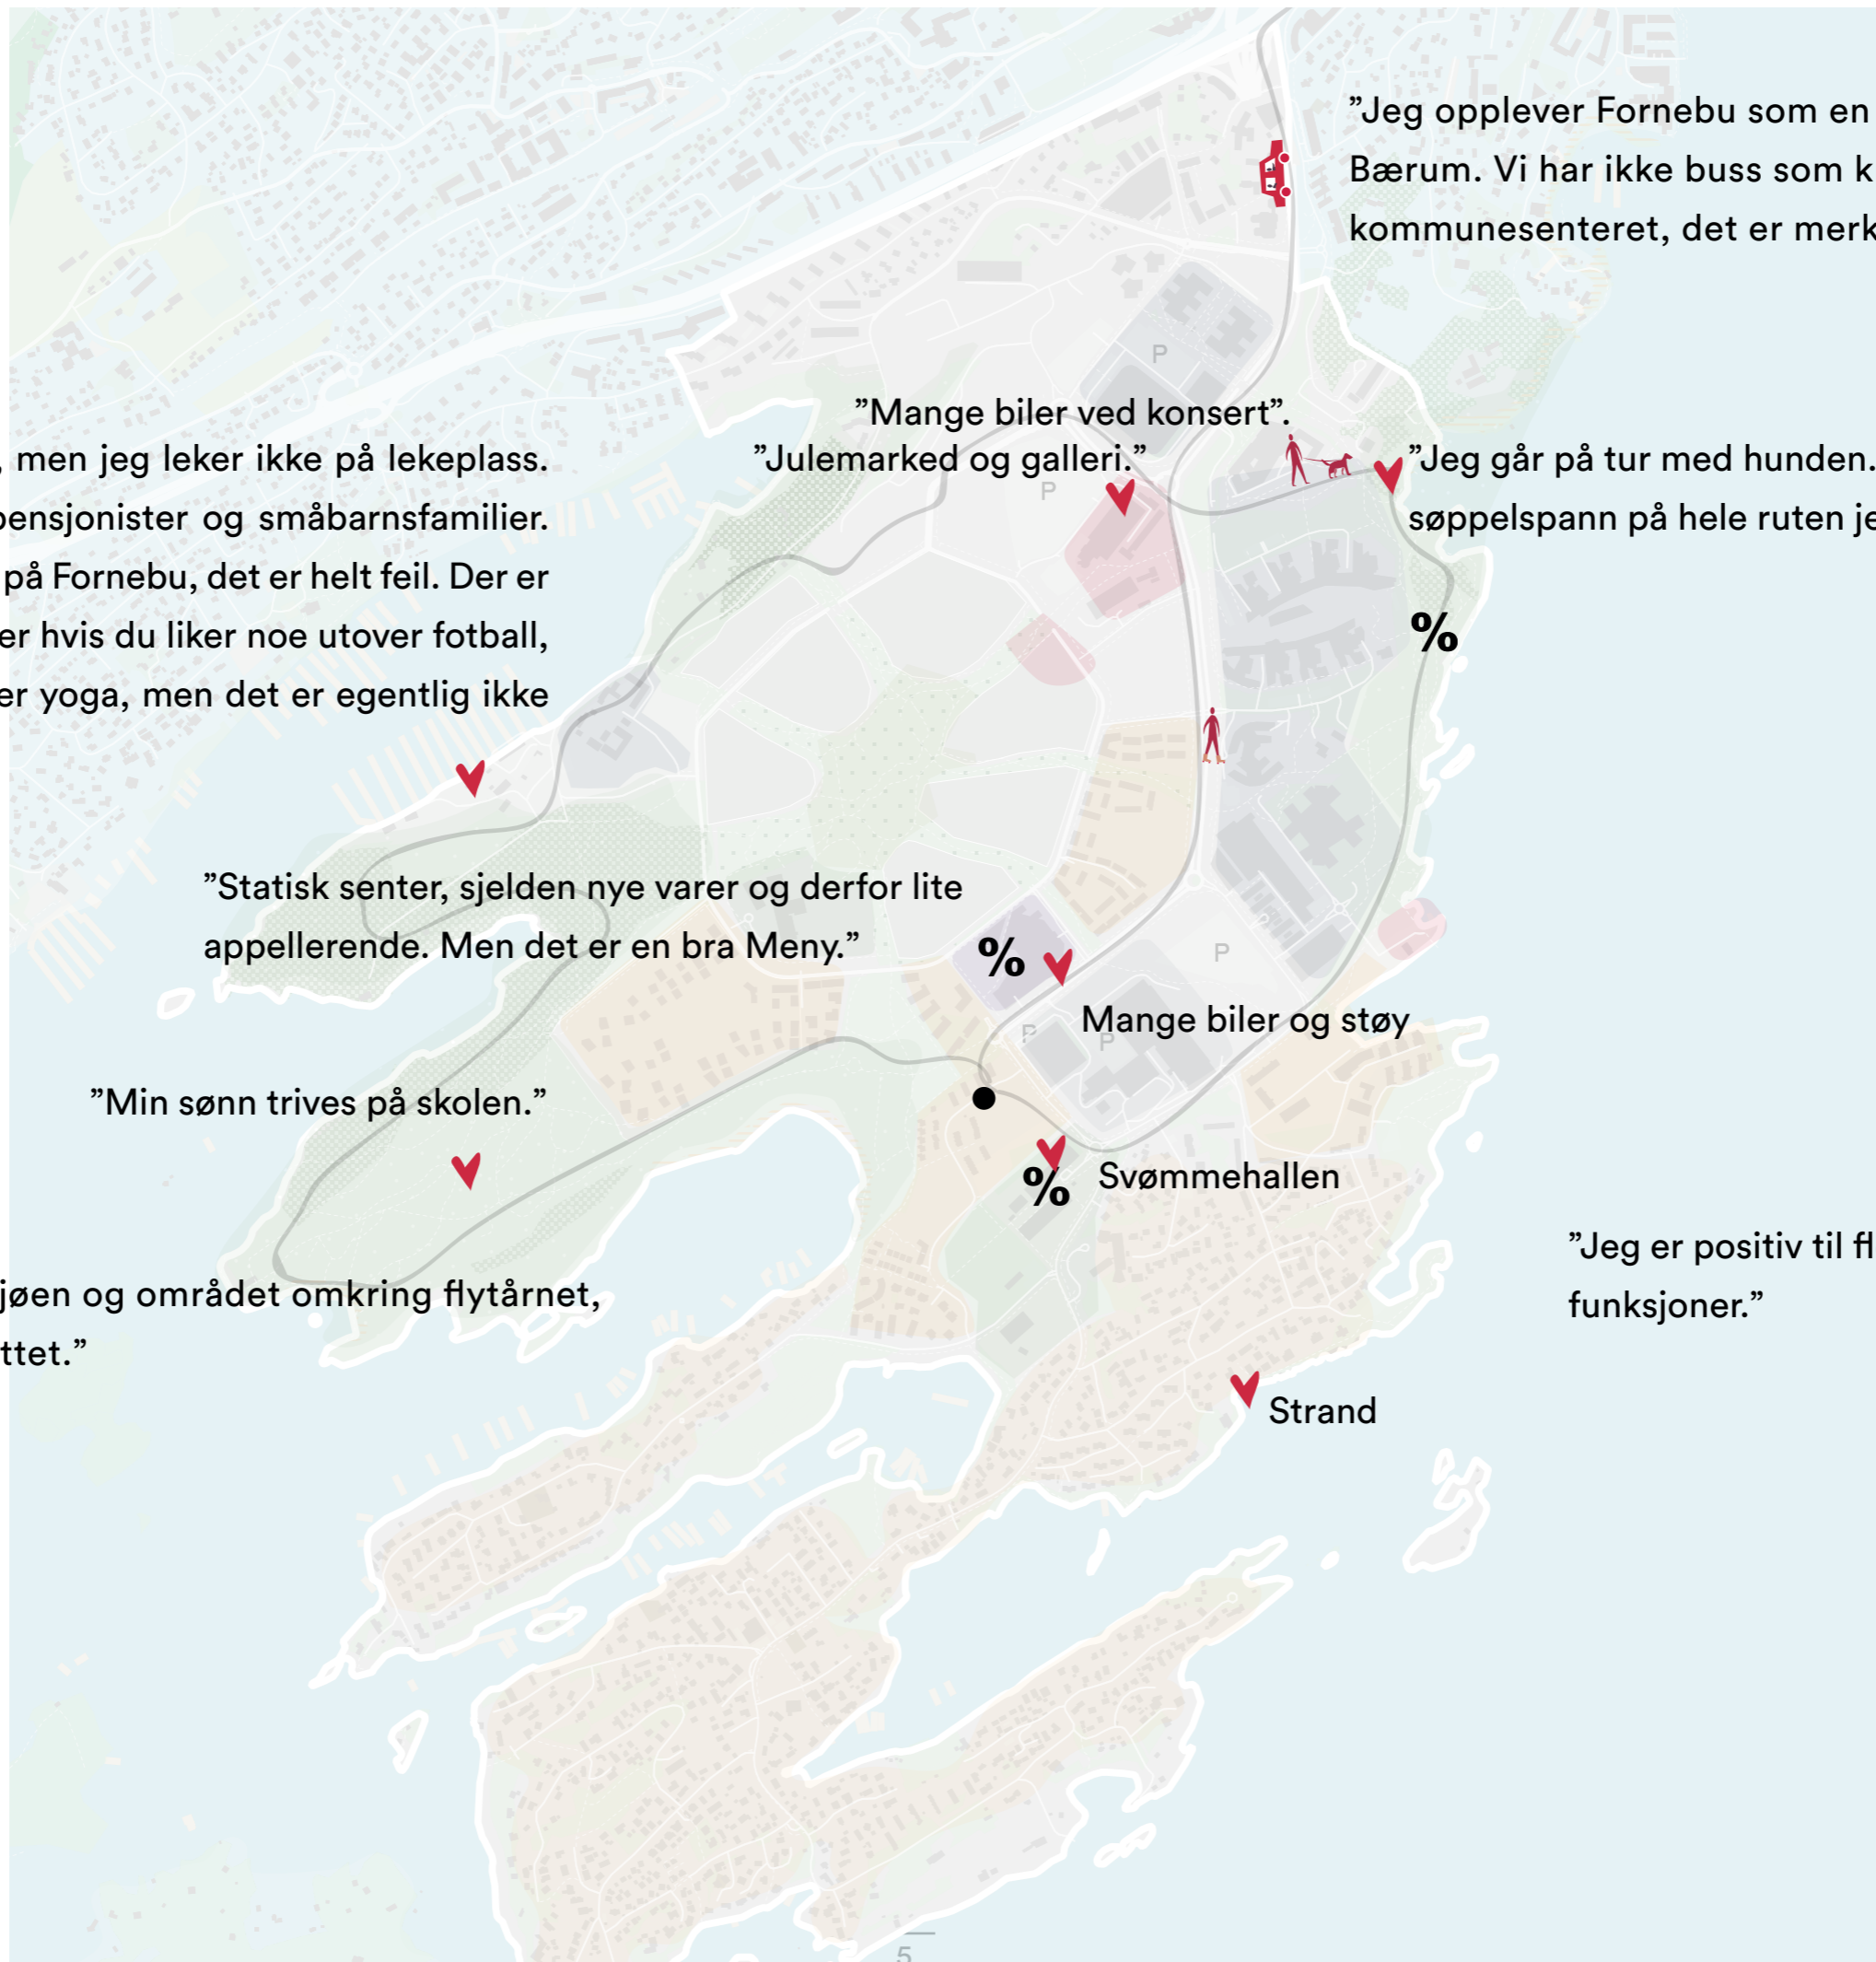 ”Jeg opplever Fornebu som en
Bærum. Vi har ikke buss som k
kommunesenteret, det er merk
P
”Mange biler ved konsert”.
”Julemarked og galleri.”
P
”Jeg går på tur med hunden.
søppelspann på hele ruten je
, men jeg leker ikke på lekeplass.
pensjonister og småbarnsfamilier.
på Fornebu, det er helt feil. Der er
er hvis du liker noe utover fotball,
er yoga, men det er egentlig ikke
%
”Statisk senter, sjelden nye varer og derfor lite
appellerende. Men det er en bra Meny.”
%
P
Mange biler og støy
P
P
”Min sønn trives på skolen.”
%
Svømmehallen
jøen og området omkring flytårnet,
ttet.”
”Jeg er positiv til fl
funksjoner.”
Strand
5